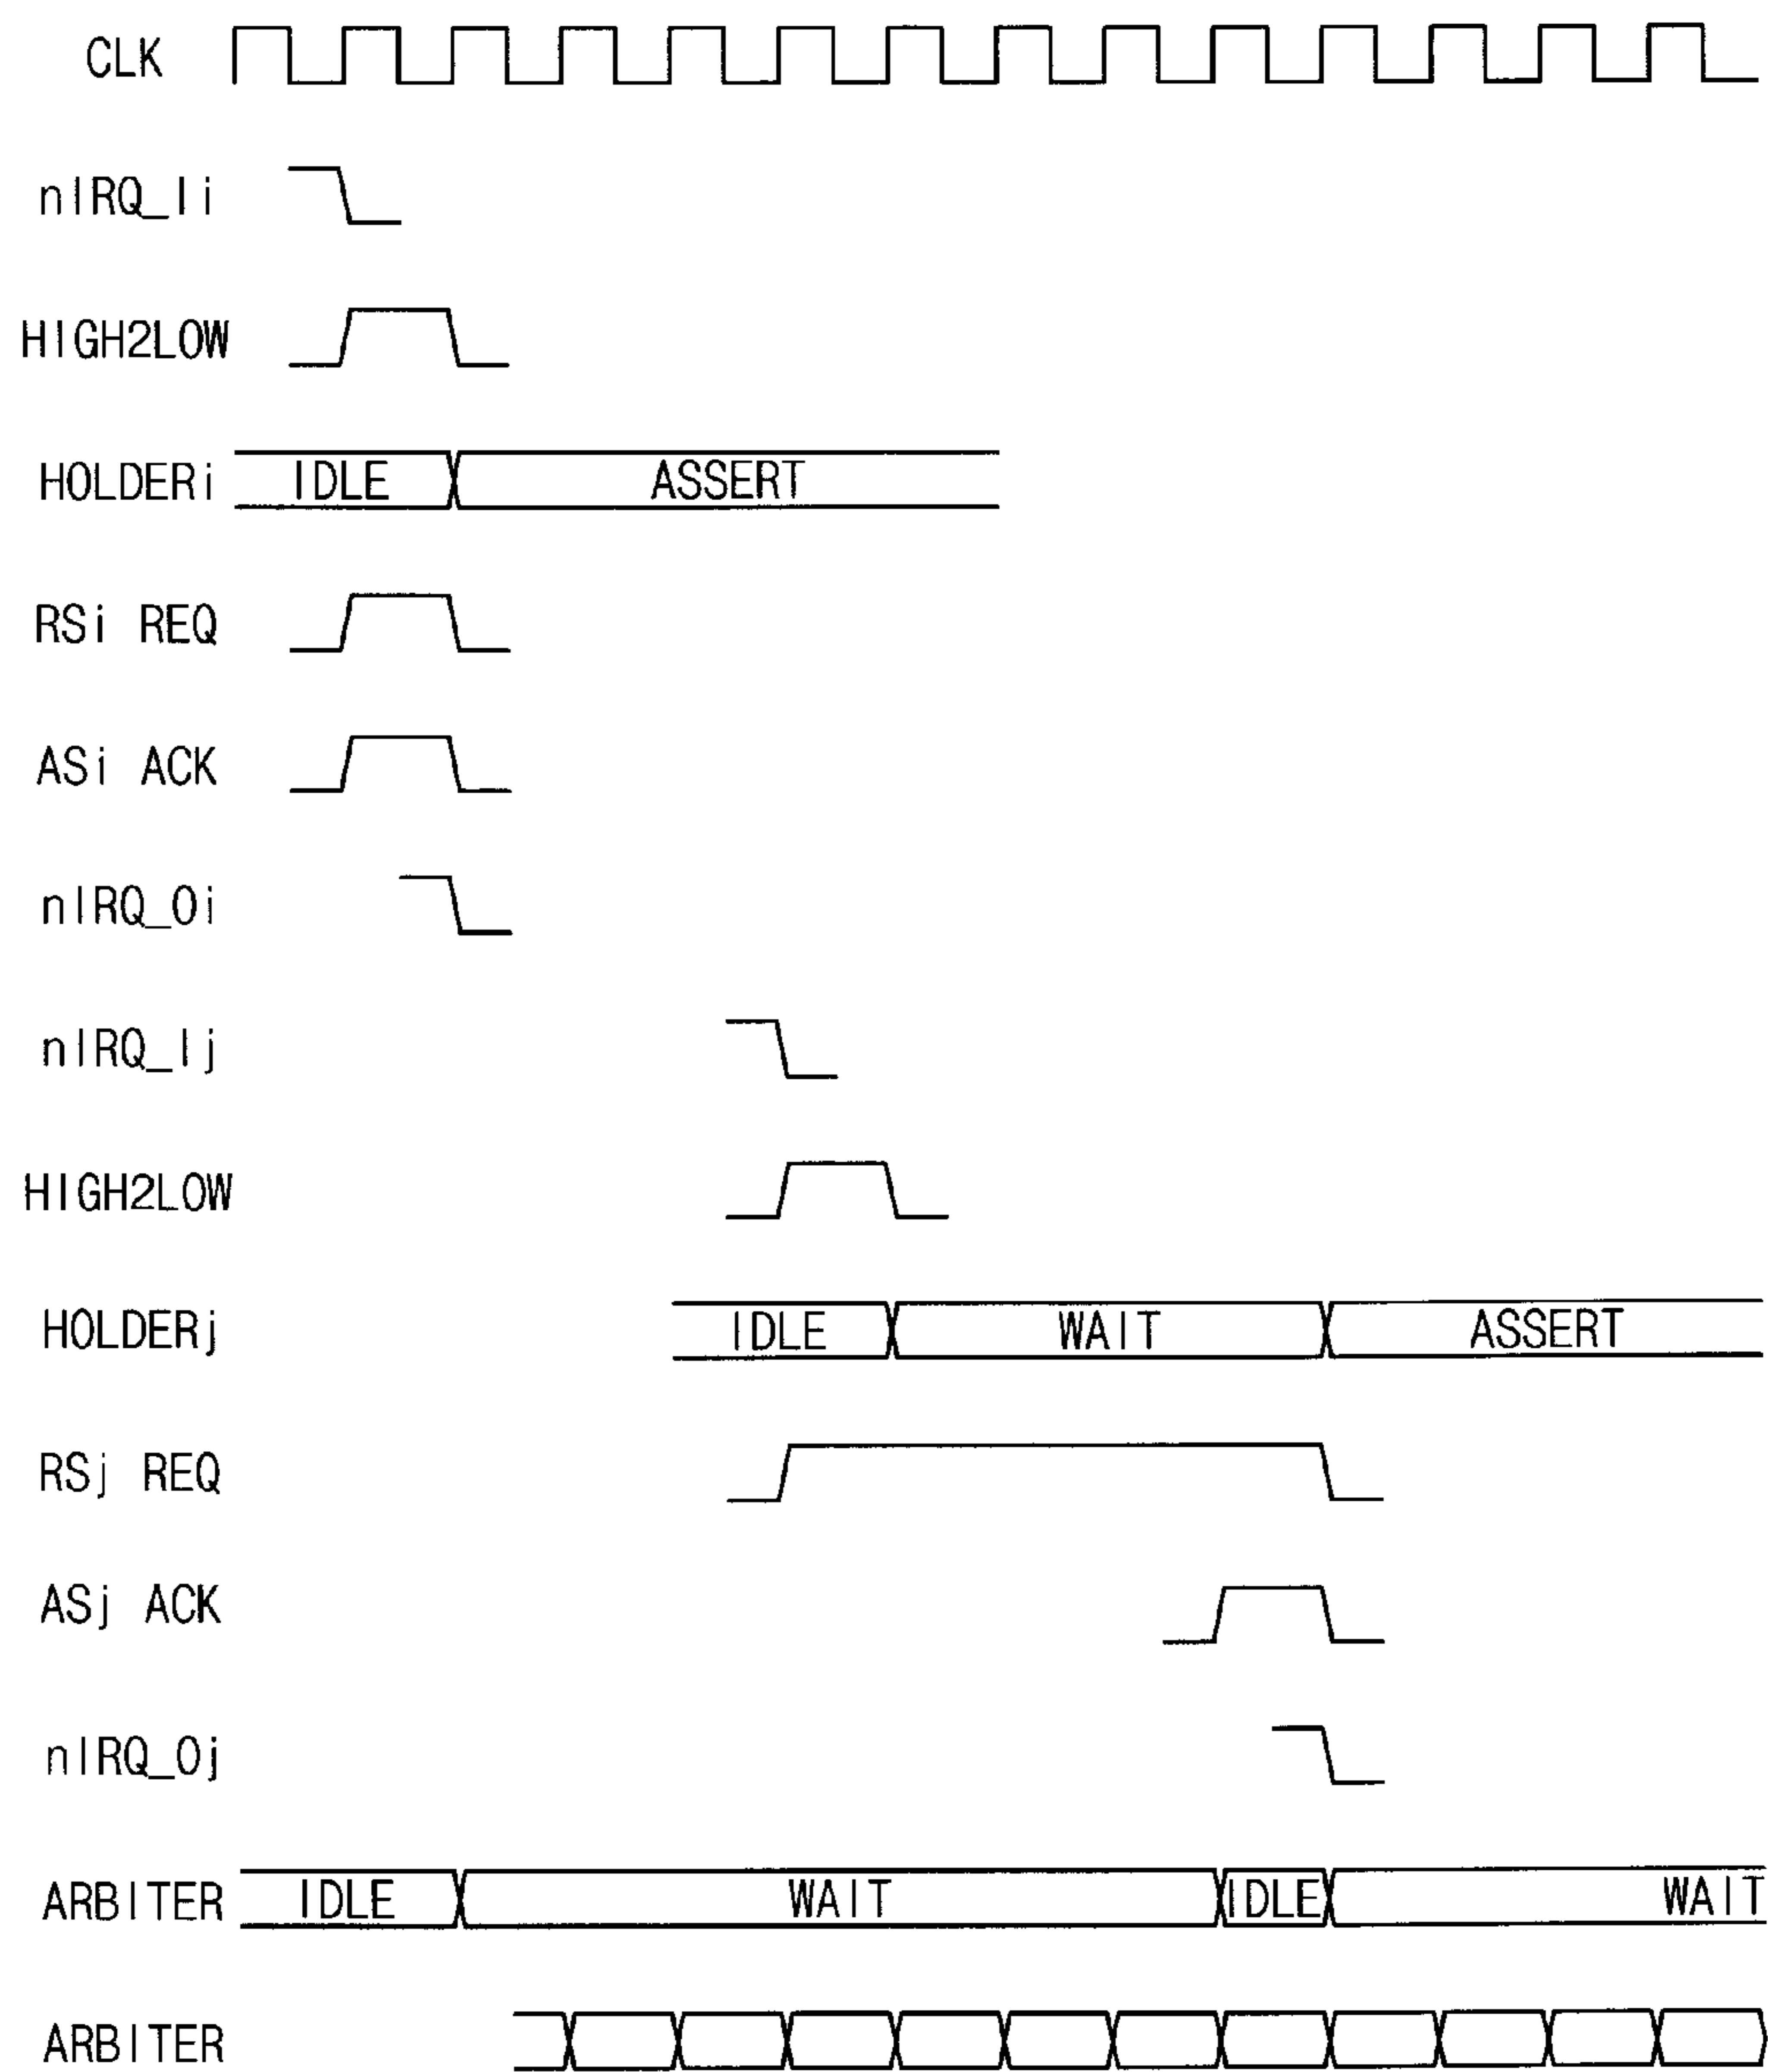 CLK
nIRQ_Ii
HIGH2LOW
HOLDERi IDLE ASSERT
RSi REQ
ASi ACK
nIRQ_Oi
nIRQ_Ij
HIGH2LOW
HOLDERj IDLE WAIT ASSERT
RSj REQ
ASj ACK
nIRQ_Oj
ARBITER IDLE WAIT IDLE WAIT
ARBITER